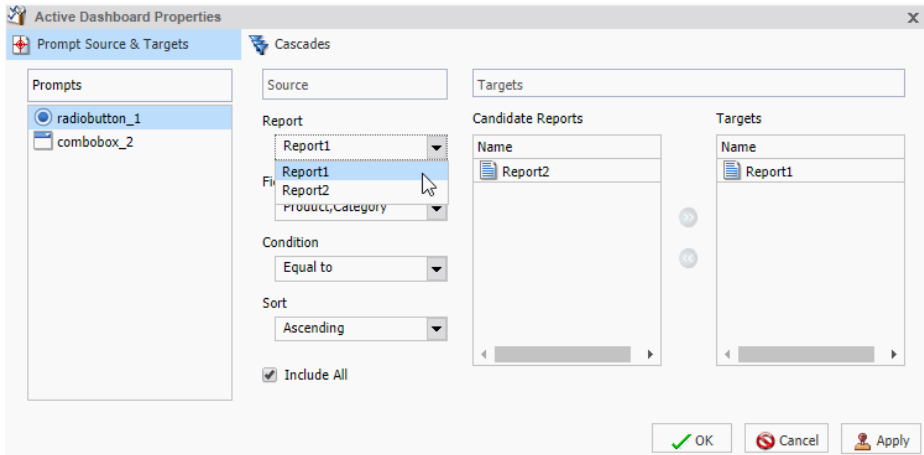 Active Dashboard Properties
x
Prompt Source & Targets
Cascades
Prompts
radiobutton_1
combobox_2
Source
Report
Report1
Report1
Report2
Fi
Product,Category
Condition
Equal to
Sort
Ascending
Include All
Targets
Candidate Reports
Name
Report2
Targets
Name
Report1
OK
Cancel
Apply